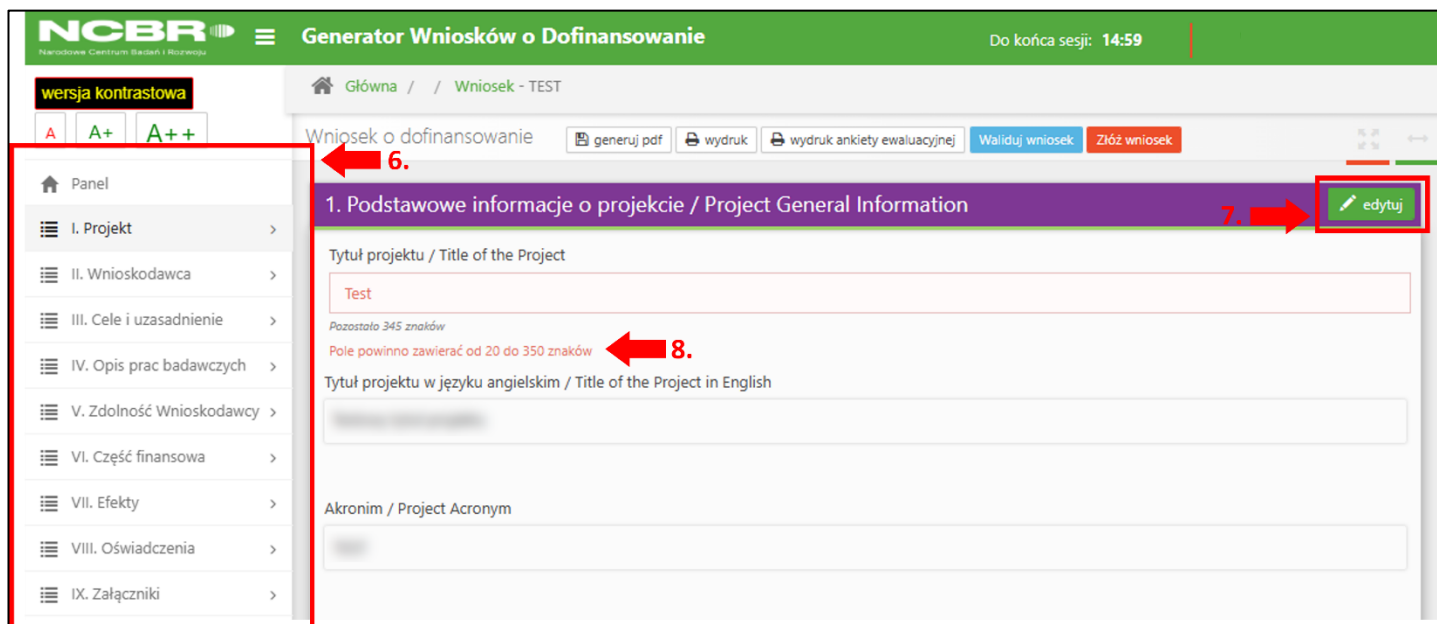 NCBR
Narodowe Centrum Badań i Rozwoju
Generator Wniosków o Dofinansowanie
Do końca sesji: 14:59
wersja kontrastowa
A A+ A++
Główna / / Wniosek - TEST
Wniosek o dofinansowanie
generuj pdf
wydruk
wydruk ankiety ewaluacyjnej
Waliduj wniosek
Złóż wniosek
6.
Panel
I. Projekt
II. Wnioskodawca
III. Cele i uzasadnienie
IV. Opis prac badawczych
V. Zdolność Wnioskodawcy
VI. Część finansowa
VII. Efekty
VIII. Oświadczenia
IX. Załączniki
1. Podstawowe informacje o projekcie / Project General Information
7.
edytuj
Tytuł projektu / Title of the Project
Test
Pozostało 345 znaków
Pole powinno zawierać od 20 do 350 znaków
8.
Tytuł projektu w języku angielskim / Title of the Project in English
Akronim / Project Acronym